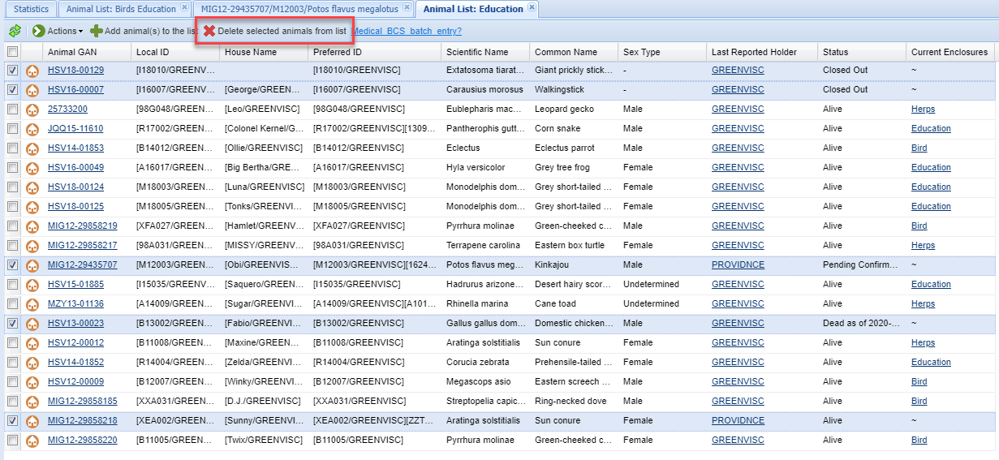 Statistics Animal List: Birds Education MIG12-29435707/M12003/Potos flavus megalotus Animal List: Education
Actions Add animal(s) to the list Delete selected animals from list Medical_BCS_batch_entry?
Animal GAN Local ID House Name Preferred ID Scientific Name Common Name Sex Type Last Reported Holder Status Current Enclosures
HSV18-00129 [I18010/GREENV... [I18010/GREENVISC] Extatosoma tiarat... Giant prickly stick... - GREENVISC Closed Out ~
HSV16-00007 [I16007/GREENV... [George/GREENV... [I16007/GREENVISC] Carausius morosus Walkingstick - GREENVISC Closed Out ~
25733200 [98G048/GREEN... [Leo/GREENVISC] [98G048/GREENVISC] Eublepharis mac... Leopard gecko Male GREENVISC Alive Herps
JQQ15-11610 [R17002/GREENV... [Colonel Kernel/G... [R17002/GREENVISC][1309... Pantherophis gutt... Corn snake Male GREENVISC Alive Education
HSV14-01853 [B14012/GREENV... [Ollie/GREENVISC] [B14012/GREENVISC] Eclectus Eclectus parrot Male GREENVISC Alive Bird
HSV16-00049 [A16017/GREENV... [Big Bertha/GRE... [A16017/GREENVISC] Hyla versicolor Grey tree frog Female GREENVISC Alive Education
HSV18-00124 [M18003/GREEN... [Luna/GREENVISC] [M18003/GREENVISC] Monodelphis dom... Grey short-tailed ... Female GREENVISC Alive Education
HSV18-00125 [M18005/GREEN... [Tonks/GREENVI... [M18005/GREENVISC] Monodelphis dom... Grey short-tailed ... Female GREENVISC Alive Education
MIG12-29858219 [XFA027/GREEN... [Hamlet/GREENV... [XFA027/GREENVISC] Pyrrhura molinae Green-cheeked c... Male GREENVISC Alive Bird
MIG12-29858217 [98A031/GREEN... [MISSY/GREENV... [98A031/GREENVISC] Terrapene carolina Eastern box turtle Female GREENVISC Alive Herps
MIG12-29435707 [M12003/GREEN... [Obi/GREENVIS... [M12003/GREENVISC][1624... Potos flavus meg... Kinkajou Male PROVIDNCE Pending Confirm... ~
HSV15-01885 [I15035/GREENV... [Saquero/GREEN... [I15035/GREENVISC] Hadrurus arizone... Desert hairy scor... Undetermined GREENVISC Alive Education
MZY13-01136 [A14009/GREENV... [Sugar/GREENV... [A14009/GREENVISC][A101... Rhinella marina Cane toad Undetermined GREENVISC Alive Herps
HSV13-00023 [B13002/GREENV... [Fabio/GREENVI... [B13002/GREENVISC] Gallus gallus dom... Domestic chicken... Male GREENVISC Dead as of 2020-... ~
HSV12-00012 [B11008/GREENV... [Maxine/GREEN... [B11008/GREENVISC] Aratinga solstitialis Sun conure Female GREENVISC Alive Herps
HSV14-01852 [R14004/GREENV... [Zelda/GREENVI... [R14004/GREENVISC] Corucia zebrata Prehensile-tailed ... Female GREENVISC Alive Education
HSV12-00009 [B12007/GREENV... [Winky/GREENVI... [B12007/GREENVISC] Megascops asio Eastern screech ... Male GREENVISC Alive Bird
MIG12-29858185 [XXA031/GREEN... [D.J./GREENVISC] [XXA031/GREENVISC] Streptopelia capic... Ring-necked dove Male GREENVISC Alive Bird
MIG12-29858218 [XEA002/GREEN... [Sunny/GREENVI... [XEA002/GREENVISC][ZZT... Aratinga solstitialis Sun conure Female PROVIDNCE Alive ~
MIG12-29858220 [B11005/GREENV... [Twix/GREENVISC] [B11005/GREENVISC] Pyrrhura molinae Green-cheeked c... Female GREENVISC Alive Bird